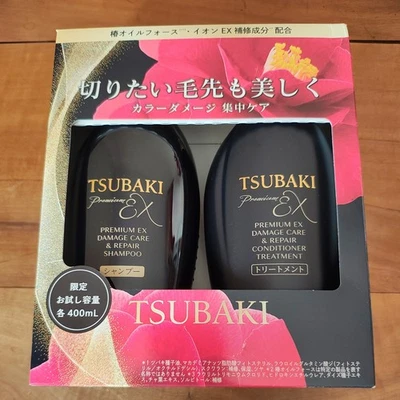 椿オイルフォース・イオンEX補修成分 配合
切りたい毛先も美しく
カラーダメージ 集中ケア
TSUBAKI
Premium
EX
PREMIUM EX
DAMAGE CARE
& REPAIR
SHAMPOO
シャンプー
TSUBAKI
Premium
EX
PREMIUM EX
DAMAGE CARE
& REPAIR
CONDITIONER
TREATMENT
トリートメント
限定
お試し容量
各400mL
TSUBAKI